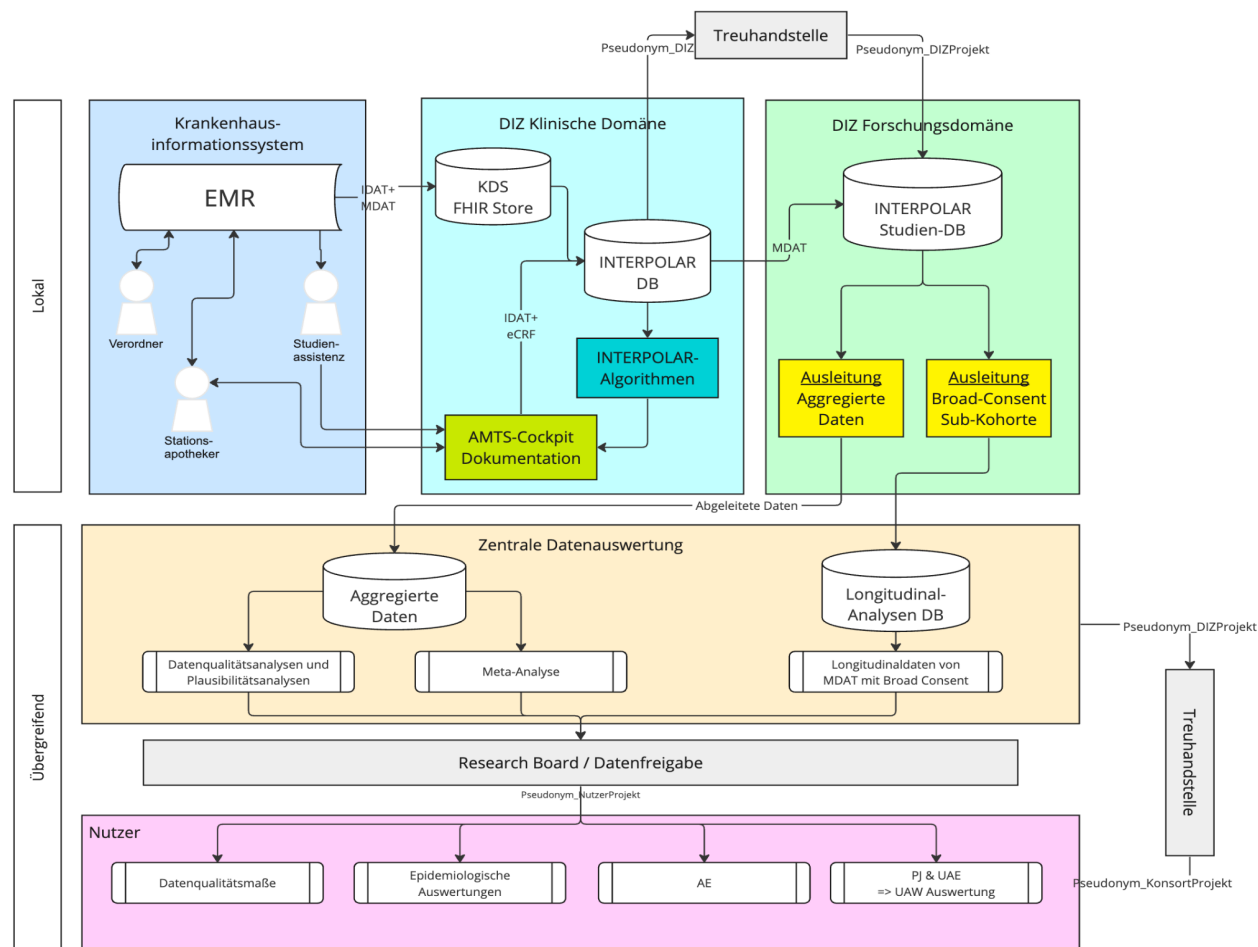 Treuhandstelle
Pseudonym_DIZ
Pseudonym_DIZProjekt
Lokal
Krankenhaus-
informationssystem
EMR
Verordner
Studien-
assistenz
Stations-
apotheker
IDAT+
MDAT
DIZ Klinische Domäne
KDS
FHIR Store
INTERPOLAR
DB
IDAT+
eCRF
INTERPOLAR-
Algorithmen
AMTS-Cockpit
Dokumentation
MDAT
DIZ Forschungsdomäne
INTERPOLAR
Studien-DB
Ausleitung
Aggregierte
Daten
Ausleitung
Broad-Consent
Sub-Kohorte
Abgeleitete Daten
Übergreifend
Zentrale Datenauswertung
Aggregierte
Daten
Longitudinal-
Analysen DB
Datenqualitätsanalysen und
Plausibilitätsanalysen
Meta-Analyse
Longitudinaldaten von
MDAT mit Broad Consent
Pseudonym_DIZProjekt
Treuhandstelle
Pseudonym_KonsortProjekt
Research Board / Datenfreigabe
Pseudonym_NutzerProjekt
Nutzer
Datenqualitätsmaße
Epidemiologische
Auswertungen
AE
PJ & UAE
=> UAW Auswertung